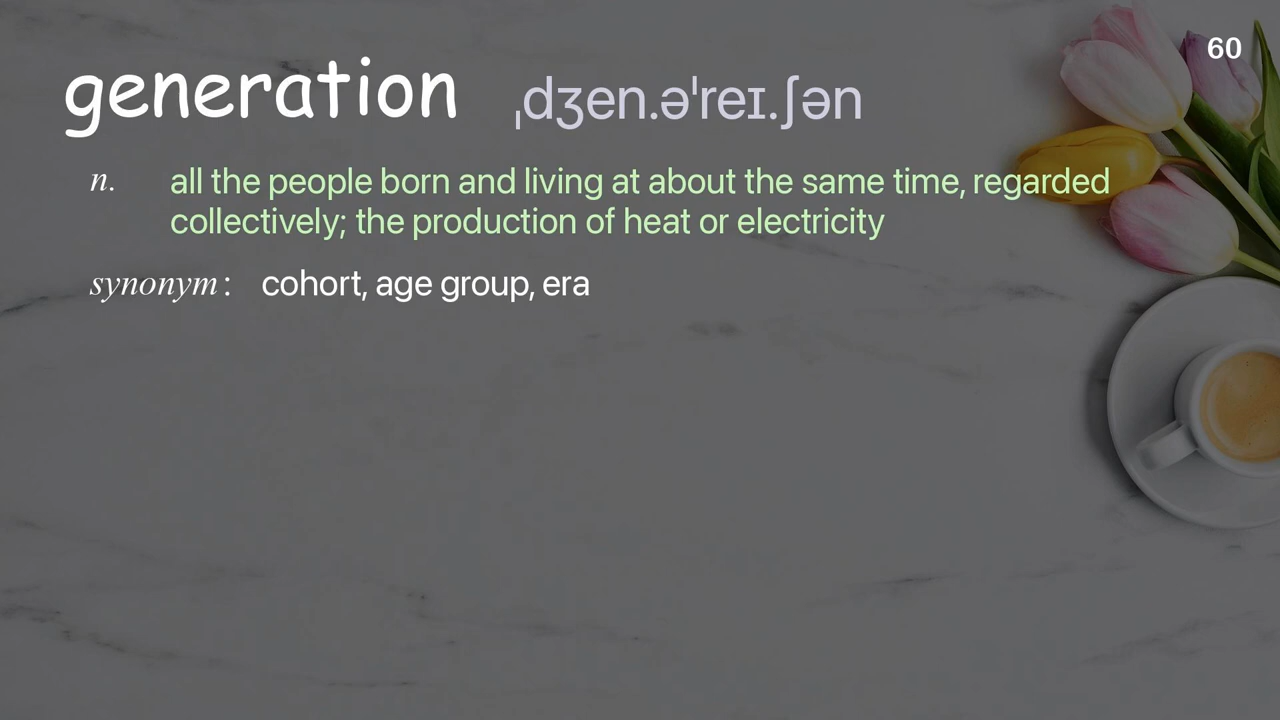 60
generation ˌdʒen.əˈreɪ.ʃən
n. all the people born and living at about the same time, regarded
collectively; the production of heat or electricity
synonym: cohort, age group, era